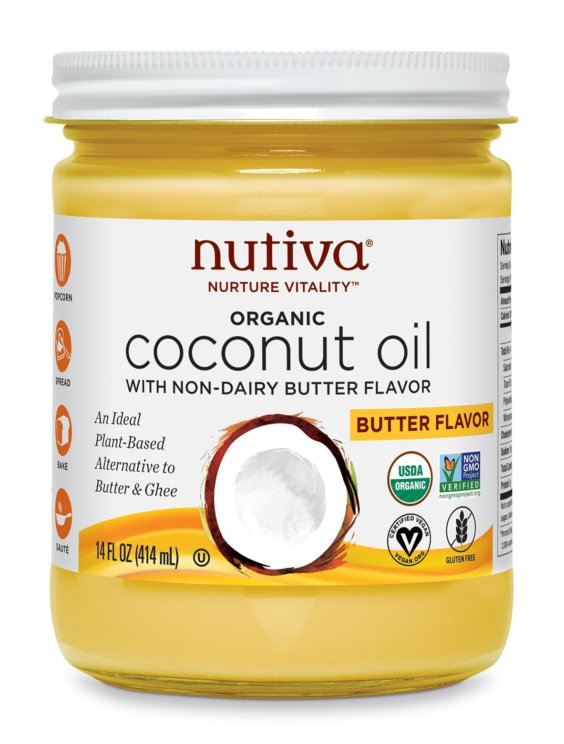 nutiva®
NURTURE VITALITY™
ORGANIC
coconut oil
WITH NON-DAIRY BUTTER FLAVOR
BUTTER FLAVOR
An Ideal
Plant-Based
Alternative to
Butter & Ghee
14 FL OZ (414 mL)
U
POPCORN
SPREAD
BAKE
SAUTÉ
USDA
ORGANIC
NON
GMO
Project
VERIFIED
nongmoproject.org
CERTIFIED VEGAN
VEGAN.ORG
GLUTEN FREE